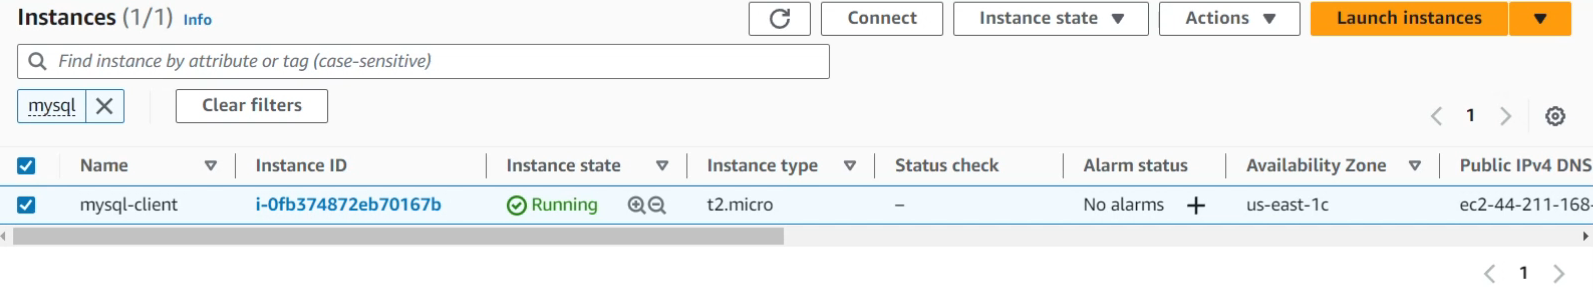 Instances (1/1) Info
Connect Instance state Actions Launch instances
Find instance by attribute or tag (case-sensitive)
mysql Clear filters
1
Name Instance ID Instance state Instance type Status check Alarm status Availability Zone Public IPv4 DNS
mysql-client i-0fb374872eb70167b Running t2.micro – No alarms + us-east-1c ec2-44-211-168-
1